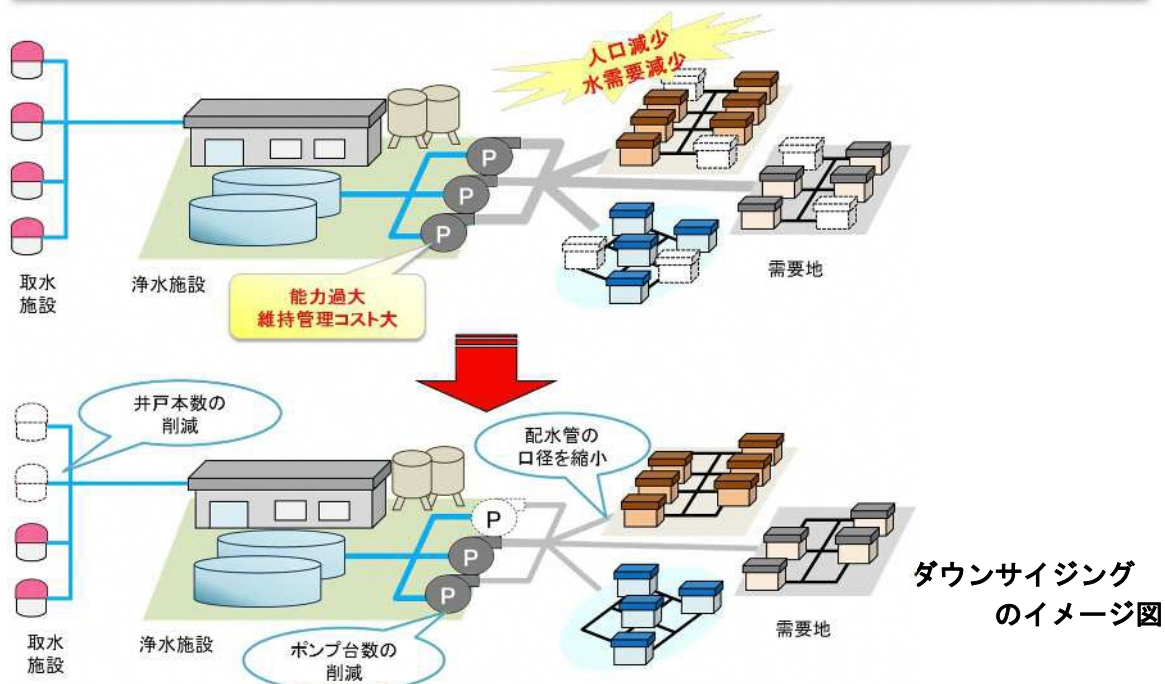 人口減少
水需要減少
P
P
P
取水
施設
浄水施設
能力過大
維持管理コスト大
需要地
井戸本数の
削減
配水管の
口径を縮小
P
P
P
取水
施設
浄水施設
ポンプ台数の
削減
需要地
ダウンサイジング
のイメージ図